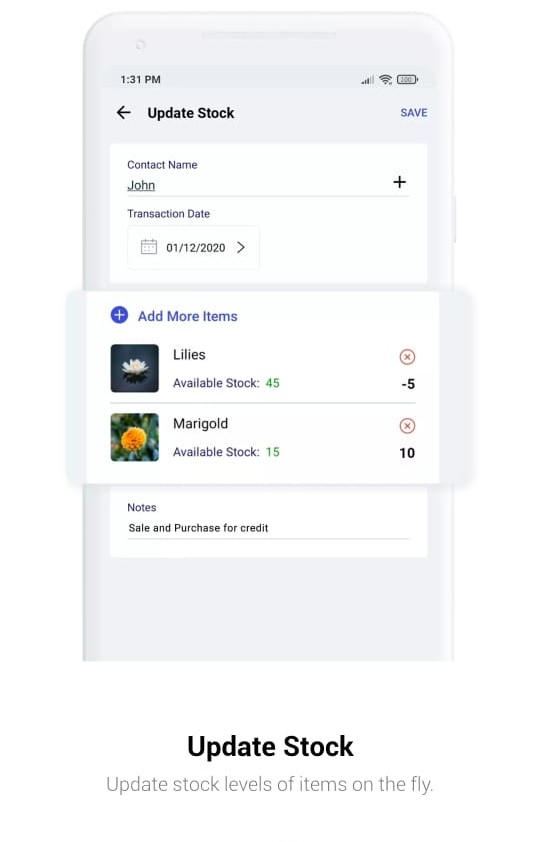 1:31 PM
100
Update Stock
SAVE
Contact Name
John
Transaction Date
01/12/2020
Add More Items
Lilies
Available Stock: 45
-5
Marigold
Available Stock: 15
10
Notes
Sale and Purchase for credit
Update Stock
Update stock levels of items on the fly.